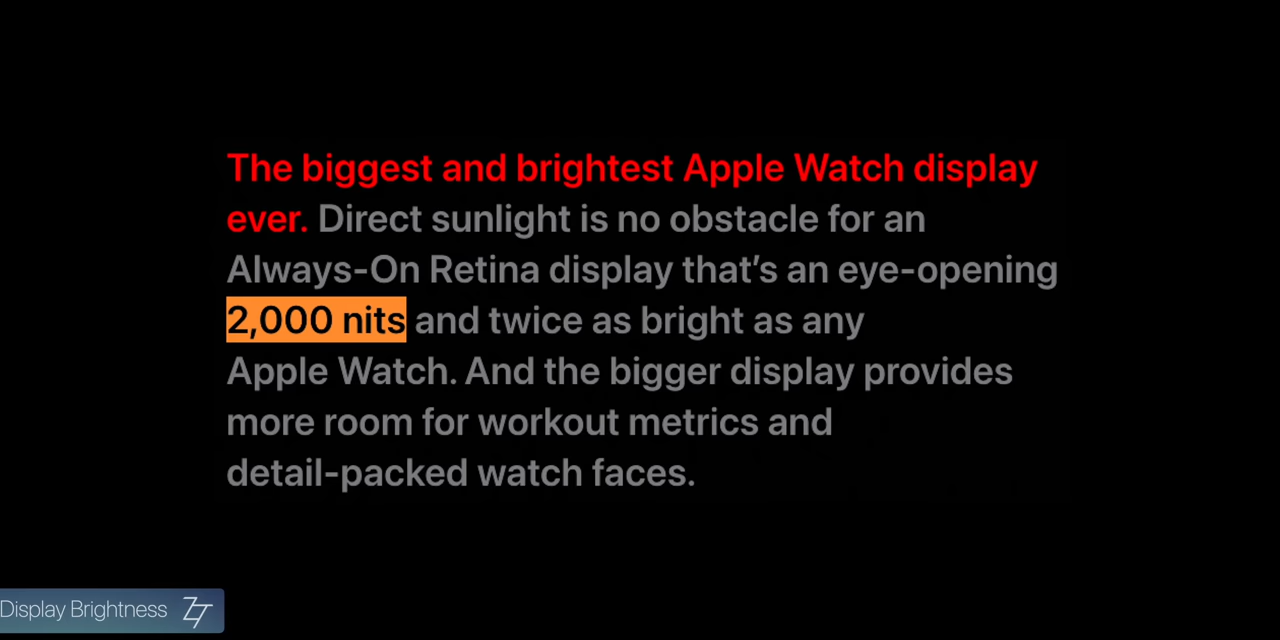 The biggest and brightest Apple Watch display
ever. Direct sunlight is no obstacle for an
Always-On Retina display that’s an eye-opening
2,000 nits and twice as bright as any
Apple Watch. And the bigger display provides
more room for workout metrics and
detail-packed watch faces.
Display Brightness